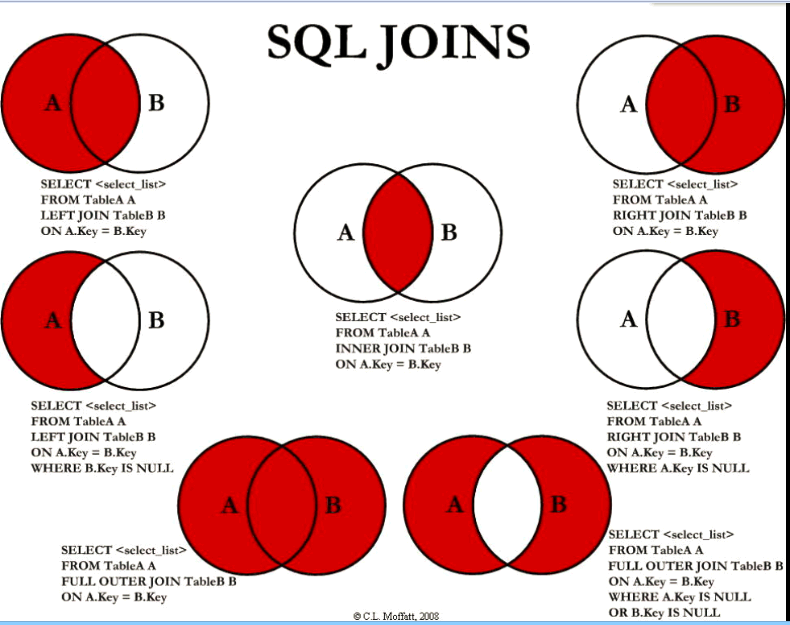 SQL JOINS
A B
SELECT <select_list>
FROM TableA A
LEFT JOIN TableB B
ON A.Key = B.Key
A B
SELECT <select_list>
FROM TableA A
RIGHT JOIN TableB B
ON A.Key = B.Key
A B
SELECT <select_list>
FROM TableA A
INNER JOIN TableB B
ON A.Key = B.Key
A B
SELECT <select_list>
FROM TableA A
LEFT JOIN TableB B
ON A.Key = B.Key
WHERE B.Key IS NULL
A B
SELECT <select_list>
FROM TableA A
RIGHT JOIN TableB B
ON A.Key = B.Key
WHERE A.Key IS NULL
A B
SELECT <select_list>
FROM TableA A
FULL OUTER JOIN TableB B
ON A.Key = B.Key
A B
SELECT <select_list>
FROM TableA A
FULL OUTER JOIN TableB B
ON A.Key = B.Key
WHERE A.Key IS NULL
OR B.Key IS NULL
© C.L. Moffatt, 2008